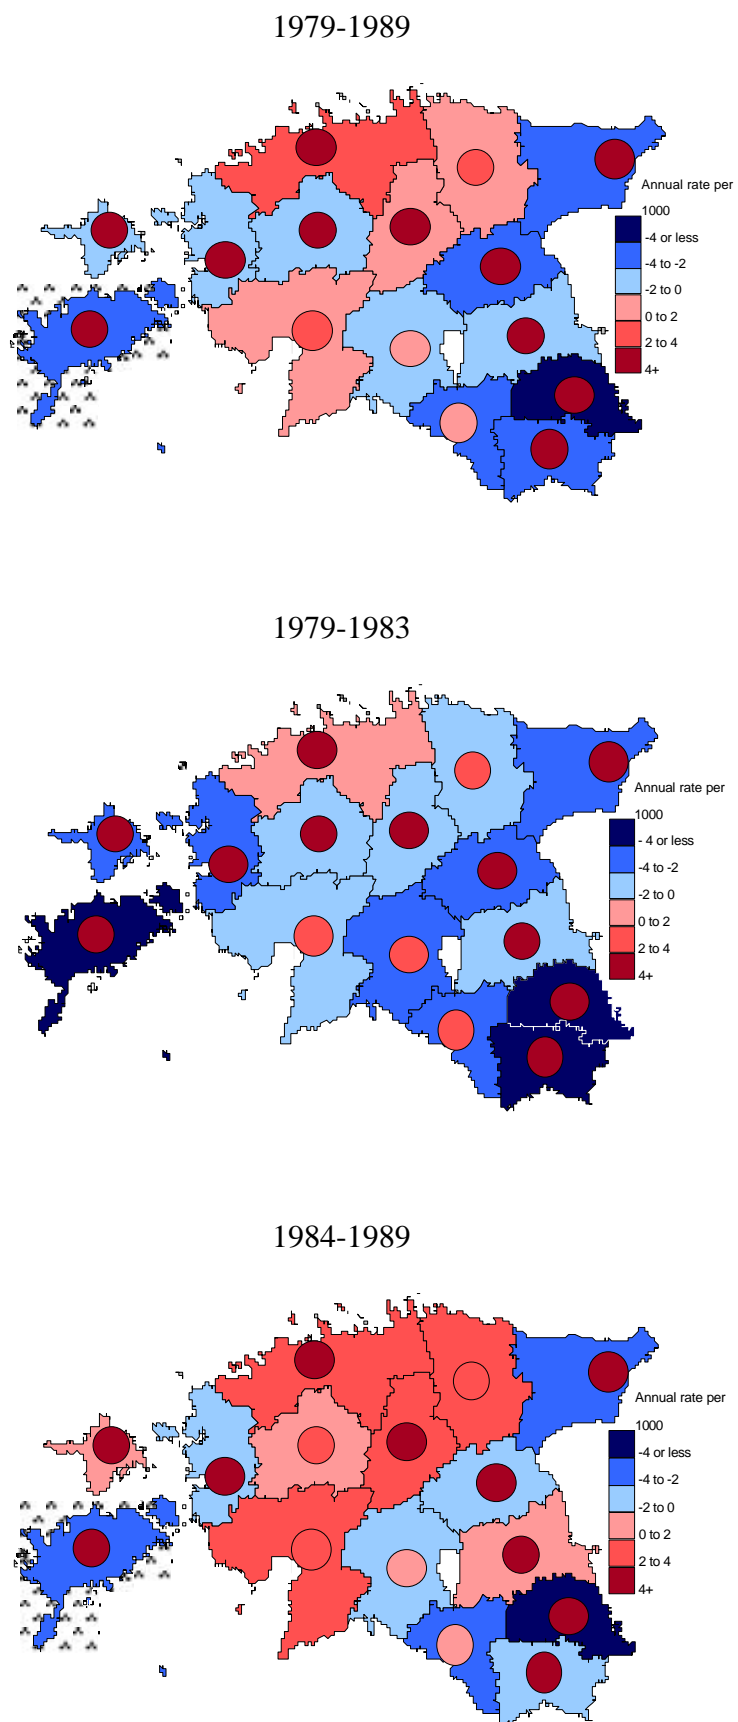 1979-1989
Annual rate per
1000
-4 or less
-4 to -2
-2 to 0
0 to 2
2 to 4
4+
1979-1983
Annual rate per
1000
- 4 or less
-4 to -2
-2 to 0
0 to 2
2 to 4
4+
1984-1989
Annual rate per
1000
-4 or less
-4 to -2
-2 to 0
0 to 2
2 to 4
4+